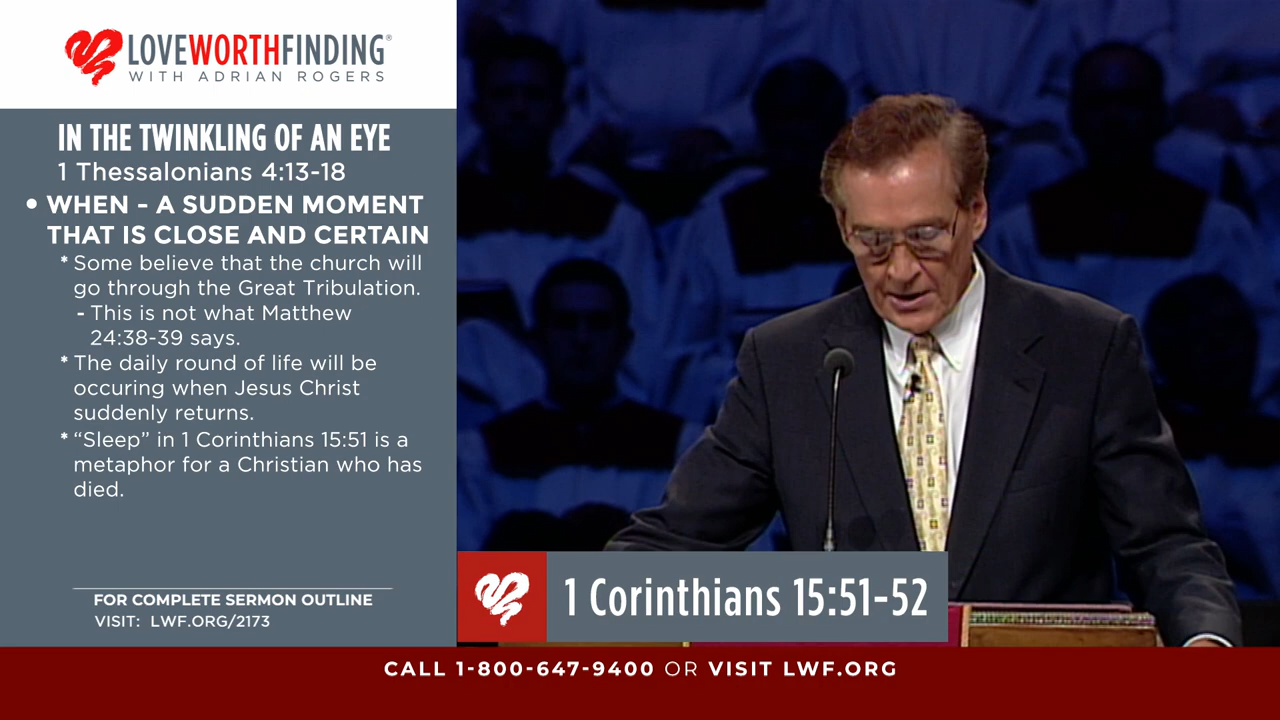 LOVEWORTHFINDING®
WITH ADRIAN ROGERS
IN THE TWINKLING OF AN EYE
1 Thessalonians 4:13-18
• WHEN - A SUDDEN MOMENT
THAT IS CLOSE AND CERTAIN
* Some believe that the church will
go through the Great Tribulation.
- This is not what Matthew
24:38-39 says.
* The daily round of life will be
occuring when Jesus Christ
suddenly returns.
* “Sleep” in 1 Corinthians 15:51 is a
metaphor for a Christian who has
died.
FOR COMPLETE SERMON OUTLINE
VISIT: LWF.ORG/2173
1 Corinthians 15:51-52
CALL 1-800-647-9400 OR VISIT LWF.ORG